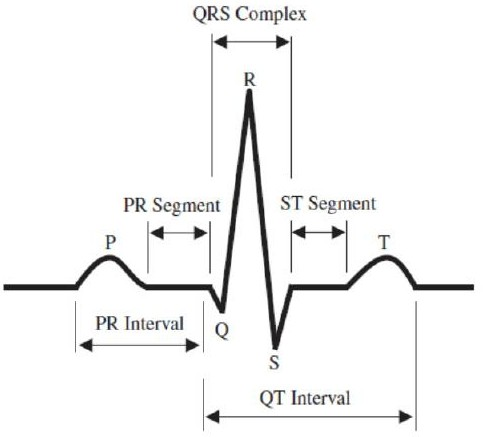 QRS Complex
R
PR Segment
ST Segment
P
T
PR Interval
Q
S
QT Interval